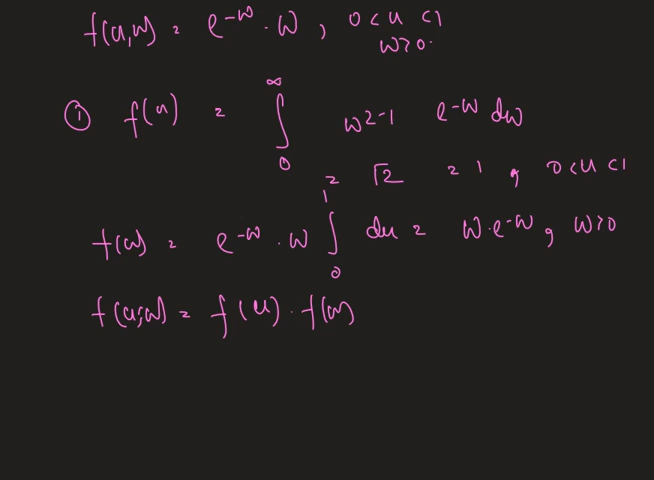 f(u,w) = e^{-w} · w , 0 < u < 1
w > 0.
① f(u) = ∫_0^∞ w^{2-1} e^{-w} dw
= Γ2 = 1 , 0 < u < 1
f(w) = e^{-w} · w ∫_0^1 du = w · e^{-w} , w > 0
f(u,w) = f(u) · f(w)